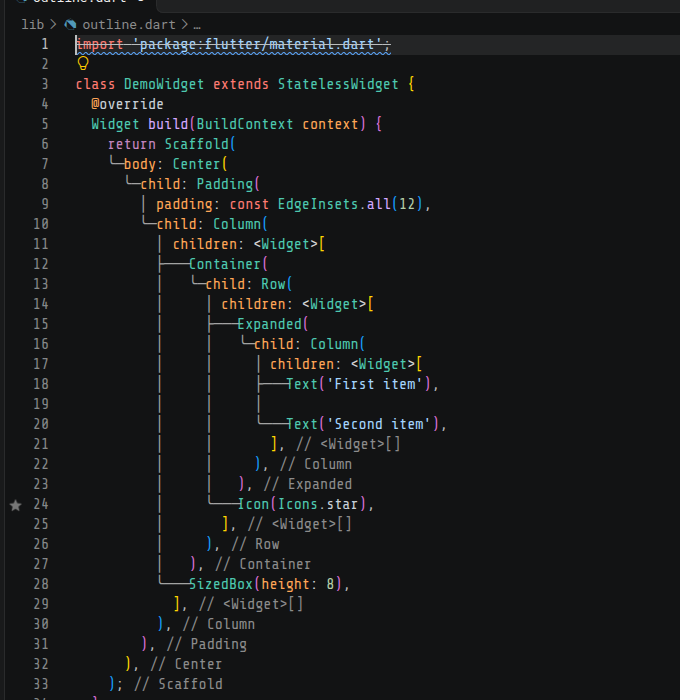 outline.dart
lib > outline.dart > …
1 import 'package:flutter/material.dart';
2
3 class DemoWidget extends StatelessWidget {
4 @override
5 Widget build(BuildContext context) {
6 return Scaffold(
7 body: Center(
8 child: Padding(
9 padding: const EdgeInsets.all(12),
10 child: Column(
11 children: <Widget>[
12 Container(
13 child: Row(
14 children: <Widget>[
15 Expanded(
16 child: Column(
17 children: <Widget>[
18 Text('First item'),
19
20 Text('Second item'),
21 ], // <Widget>[]
22 ), // Column
23 ), // Expanded
24 Icon(Icons.star),
25 ], // <Widget>[]
26 ), // Row
27 ), // Container
28 SizedBox(height: 8),
29 ], // <Widget>[]
30 ), // Column
31 ), // Padding
32 ), // Center
33 ); // Scaffold